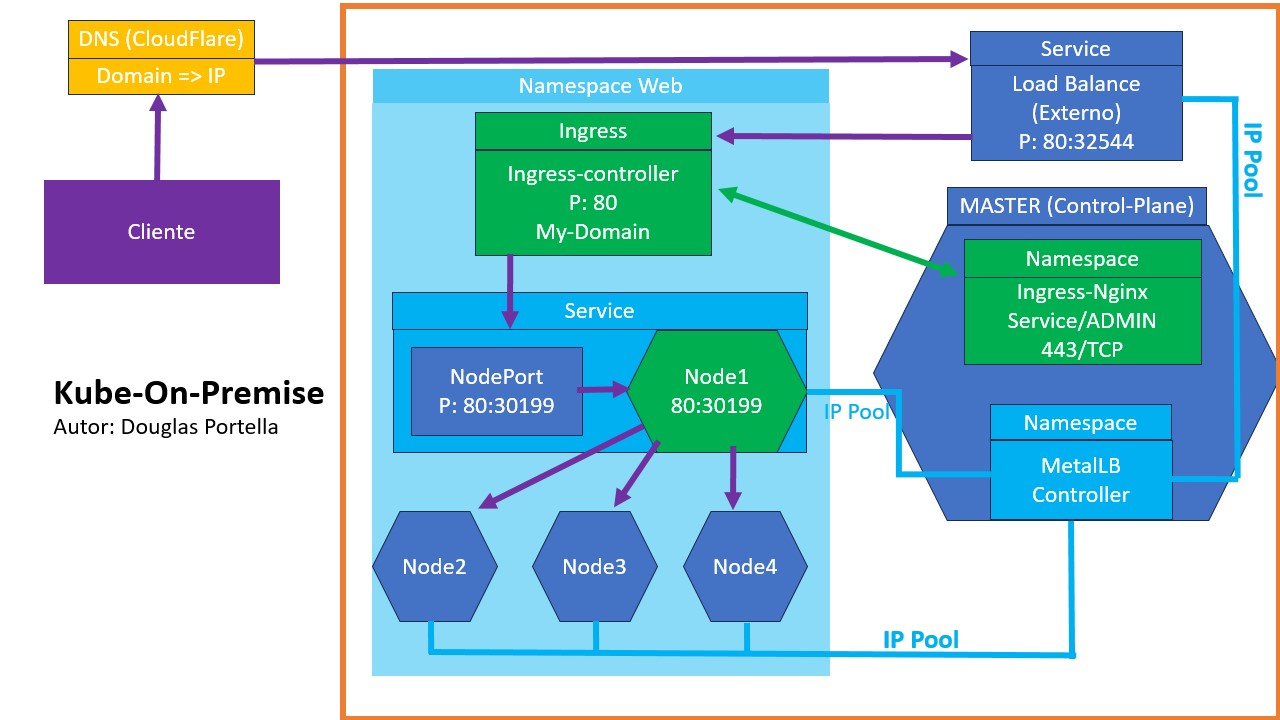 DNS (CloudFlare)
Domain => IP
Cliente
Kube-On-Premise
Autor: Douglas Portella
Namespace Web
Ingress
Ingress-controller
P: 80
My-Domain
Service
NodePort
P: 80:30199
Node1
80:30199
Node2
Node3
Node4
Service
Load Balance
(Externo)
P: 80:32544
IP Pool
MASTER (Control-Plane)
Namespace
Ingress-Nginx
Service/ADMIN
443/TCP
IP Pool
Namespace
MetalLB
Controller
IP Pool